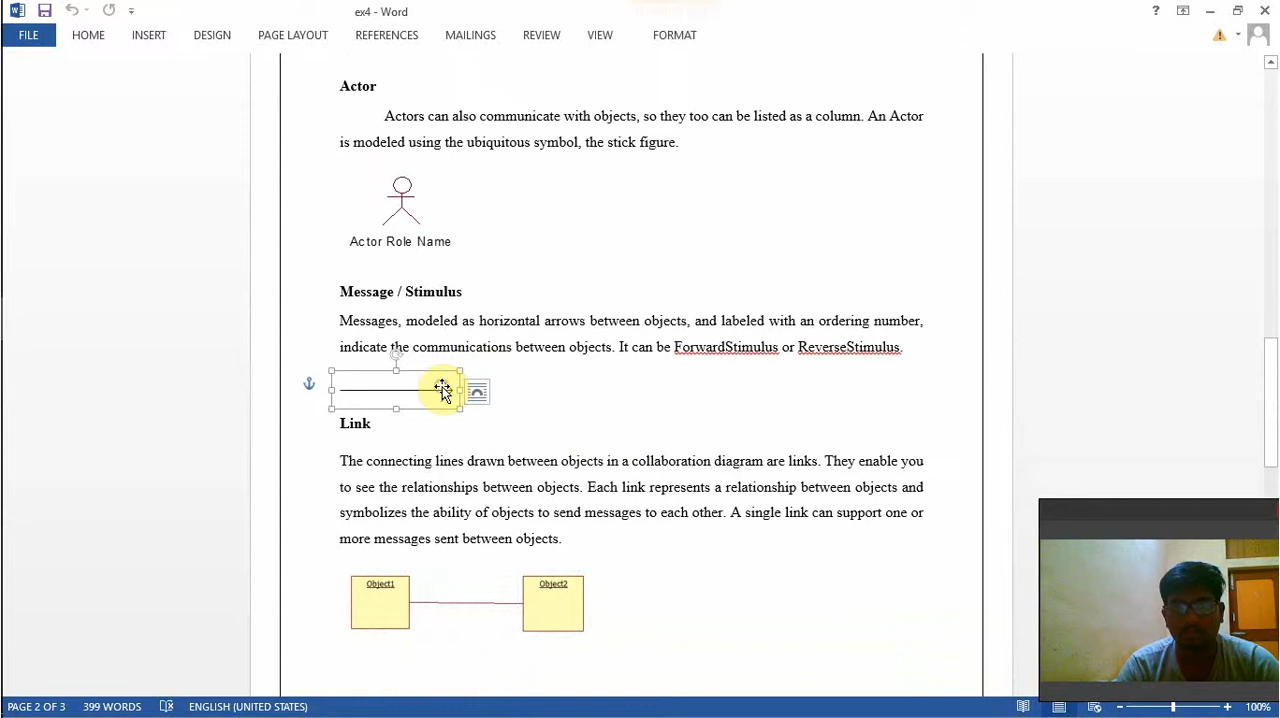 ex4 - Word
FILE
HOME
INSERT
DESIGN
PAGE LAYOUT
REFERENCES
MAILINGS
REVIEW
VIEW
FORMAT
Actor
Actors can also communicate with objects, so they too can be listed as a column. An Actor
is modeled using the ubiquitous symbol, the stick figure.
Actor Role Name
Message / Stimulus
Messages, modeled as horizontal arrows between objects, and labeled with an ordering number,
indicate the communications between objects. It can be ForwardStimulus or ReverseStimulus.
Link
The connecting lines drawn between objects in a collaboration diagram are links. They enable you
to see the relationships between objects. Each link represents a relationship between objects and
symbolizes the ability of objects to send messages to each other. A single link can support one or
more messages sent between objects.
Object1
Object2
PAGE 2 OF 3
399 WORDS
ENGLISH (UNITED STATES)
100%